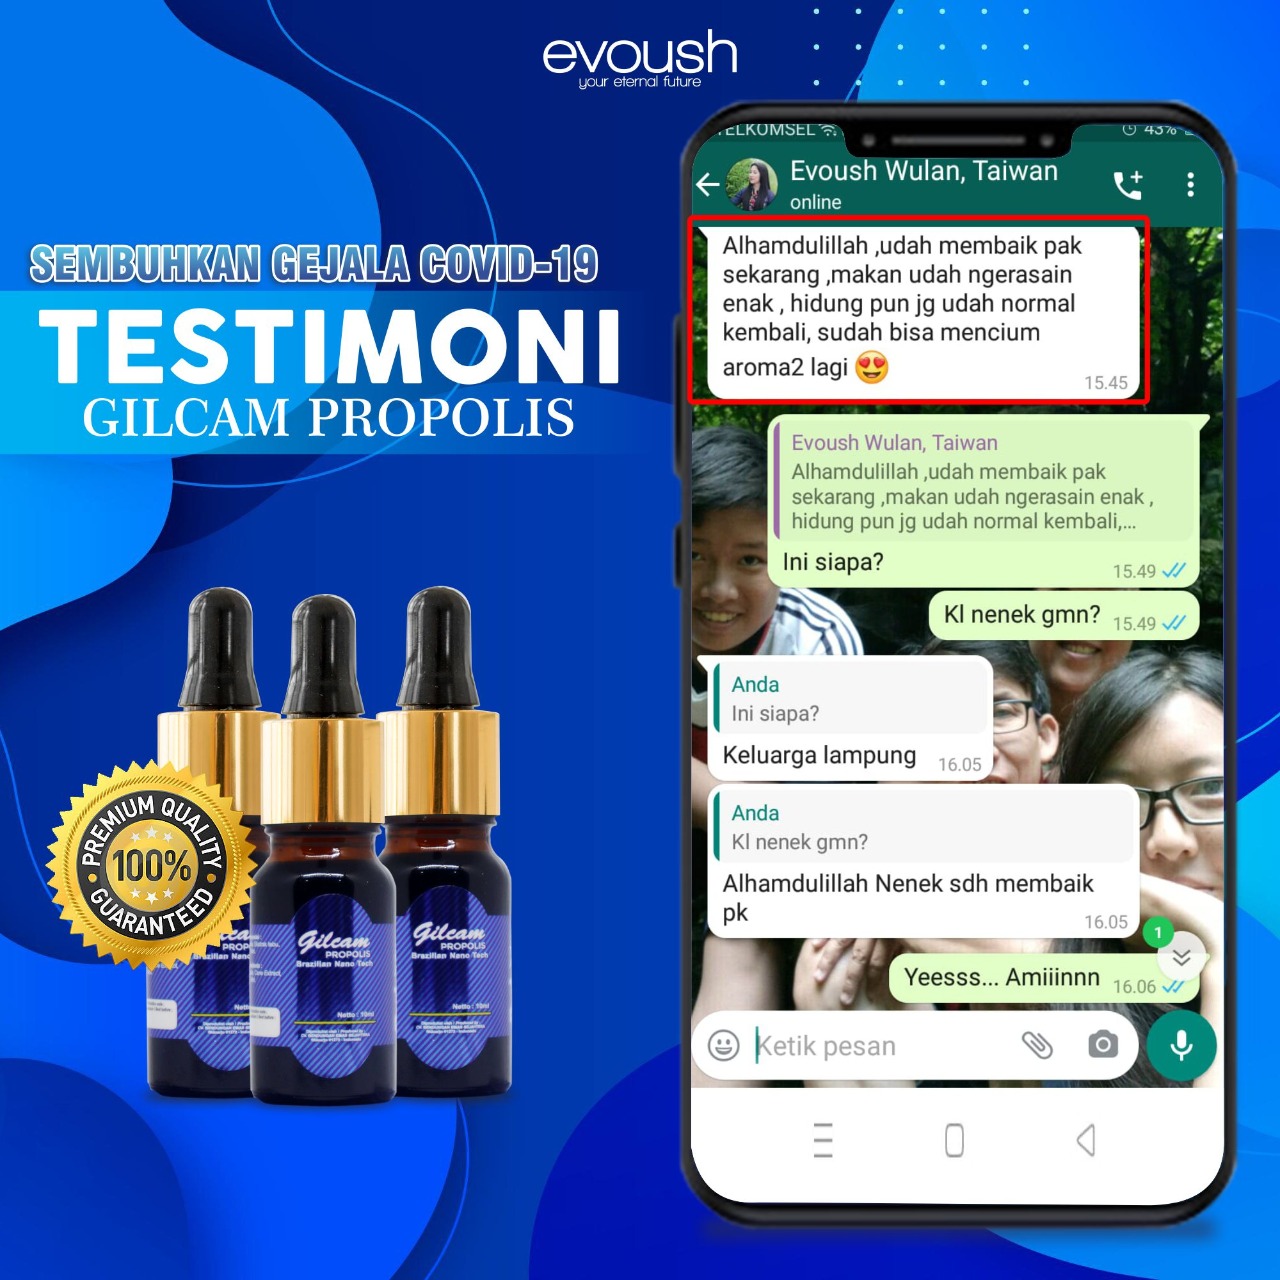 evoush
your eternal future
SEMBUHKAN GEJALA COVID-19
TESTIMONI
GILCAM PROPOLIS
TELKOMSEL
43%
Evoush Wulan, Taiwan
online
Alhamdulillah ,udah membaik pak
sekarang ,makan udah ngerasain
enak , hidung pun jg udah normal
kembali, sudah bisa mencium
aroma2 lagi 😍
15.45
Evoush Wulan, Taiwan
Alhamdulillah ,udah membaik pak
sekarang ,makan udah ngerasain enak ,
hidung pun jg udah normal kembali,...
Ini siapa?
15.49
Kl nenek gmn? 15.49
Anda
Ini siapa?
Keluarga lampung 16.05
Anda
Kl nenek gmn?
Alhamdulillah Nenek sdh membaik
pk
16.05
1
Yeesss... Amiiinnn 16.06
Ketik pesan
PREMIUM QUALITY
100%
GUARANTEED
Gilcam
PROPOLIS
Brazilian Nano Tech
Netto : 10ml
Gilcam
PROPOLIS
Brazilian Nano Tech